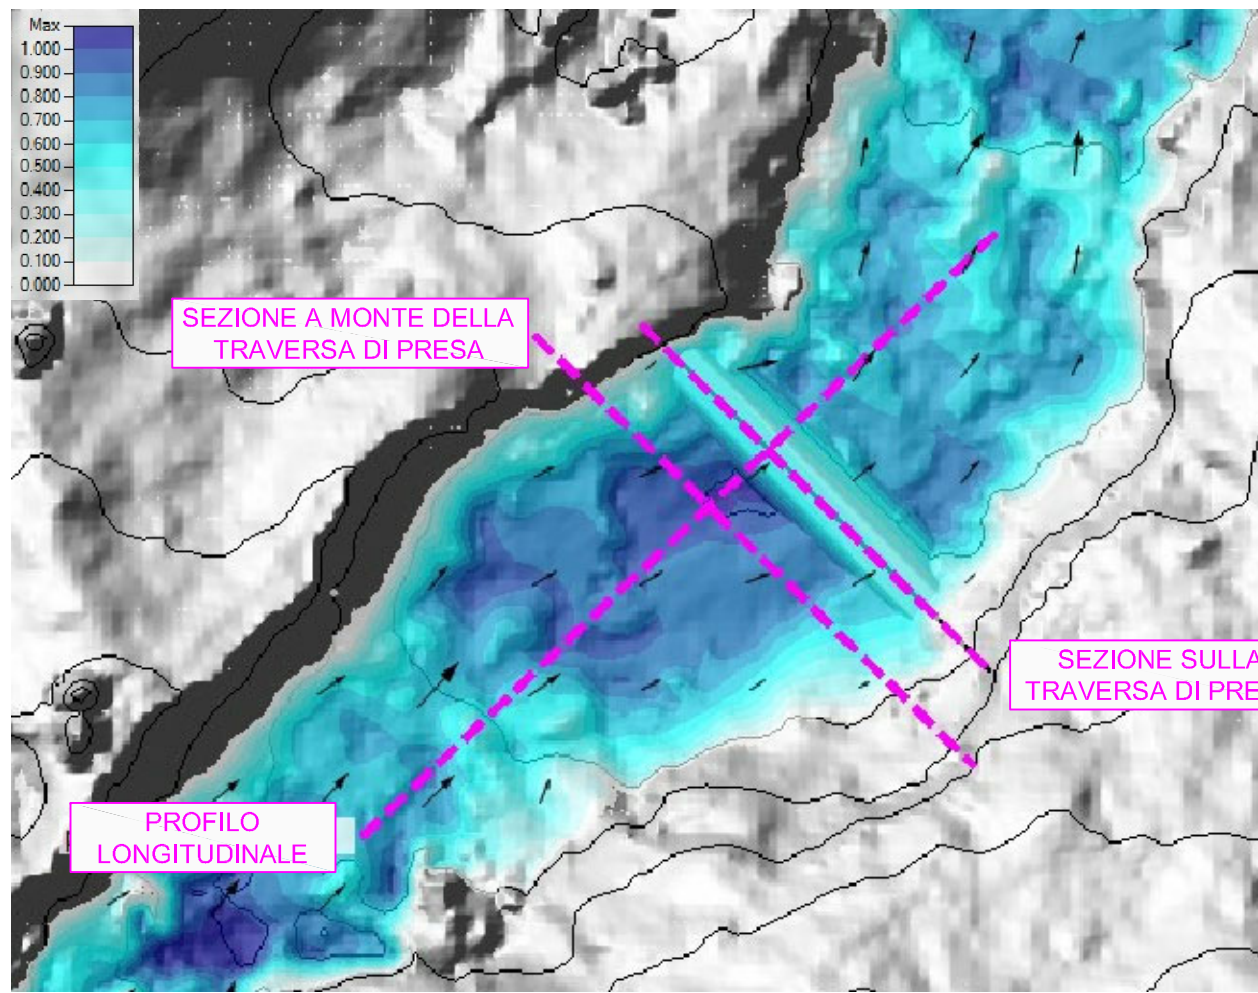 Max
1.000
0.900
0.800
0.700
0.600
0.500
0.400
0.300
0.200
0.100
0.000
SEZIONE A MONTE DELLA
TRAVERSA DI PRESA
SEZIONE SULLA
TRAVERSA DI PRE
PROFILO
LONGITUDINALE